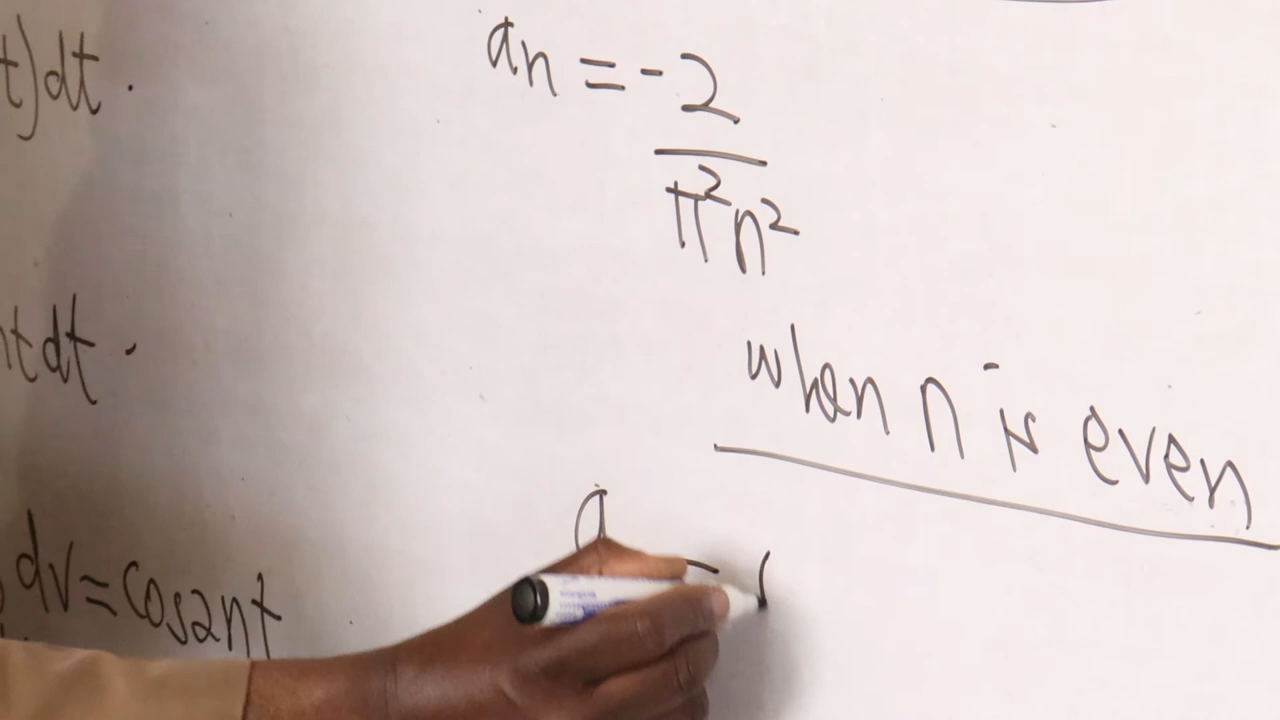 t)dt.
an = -2
π²n²
ntdt.
when n is even
dv=cos2nt
a